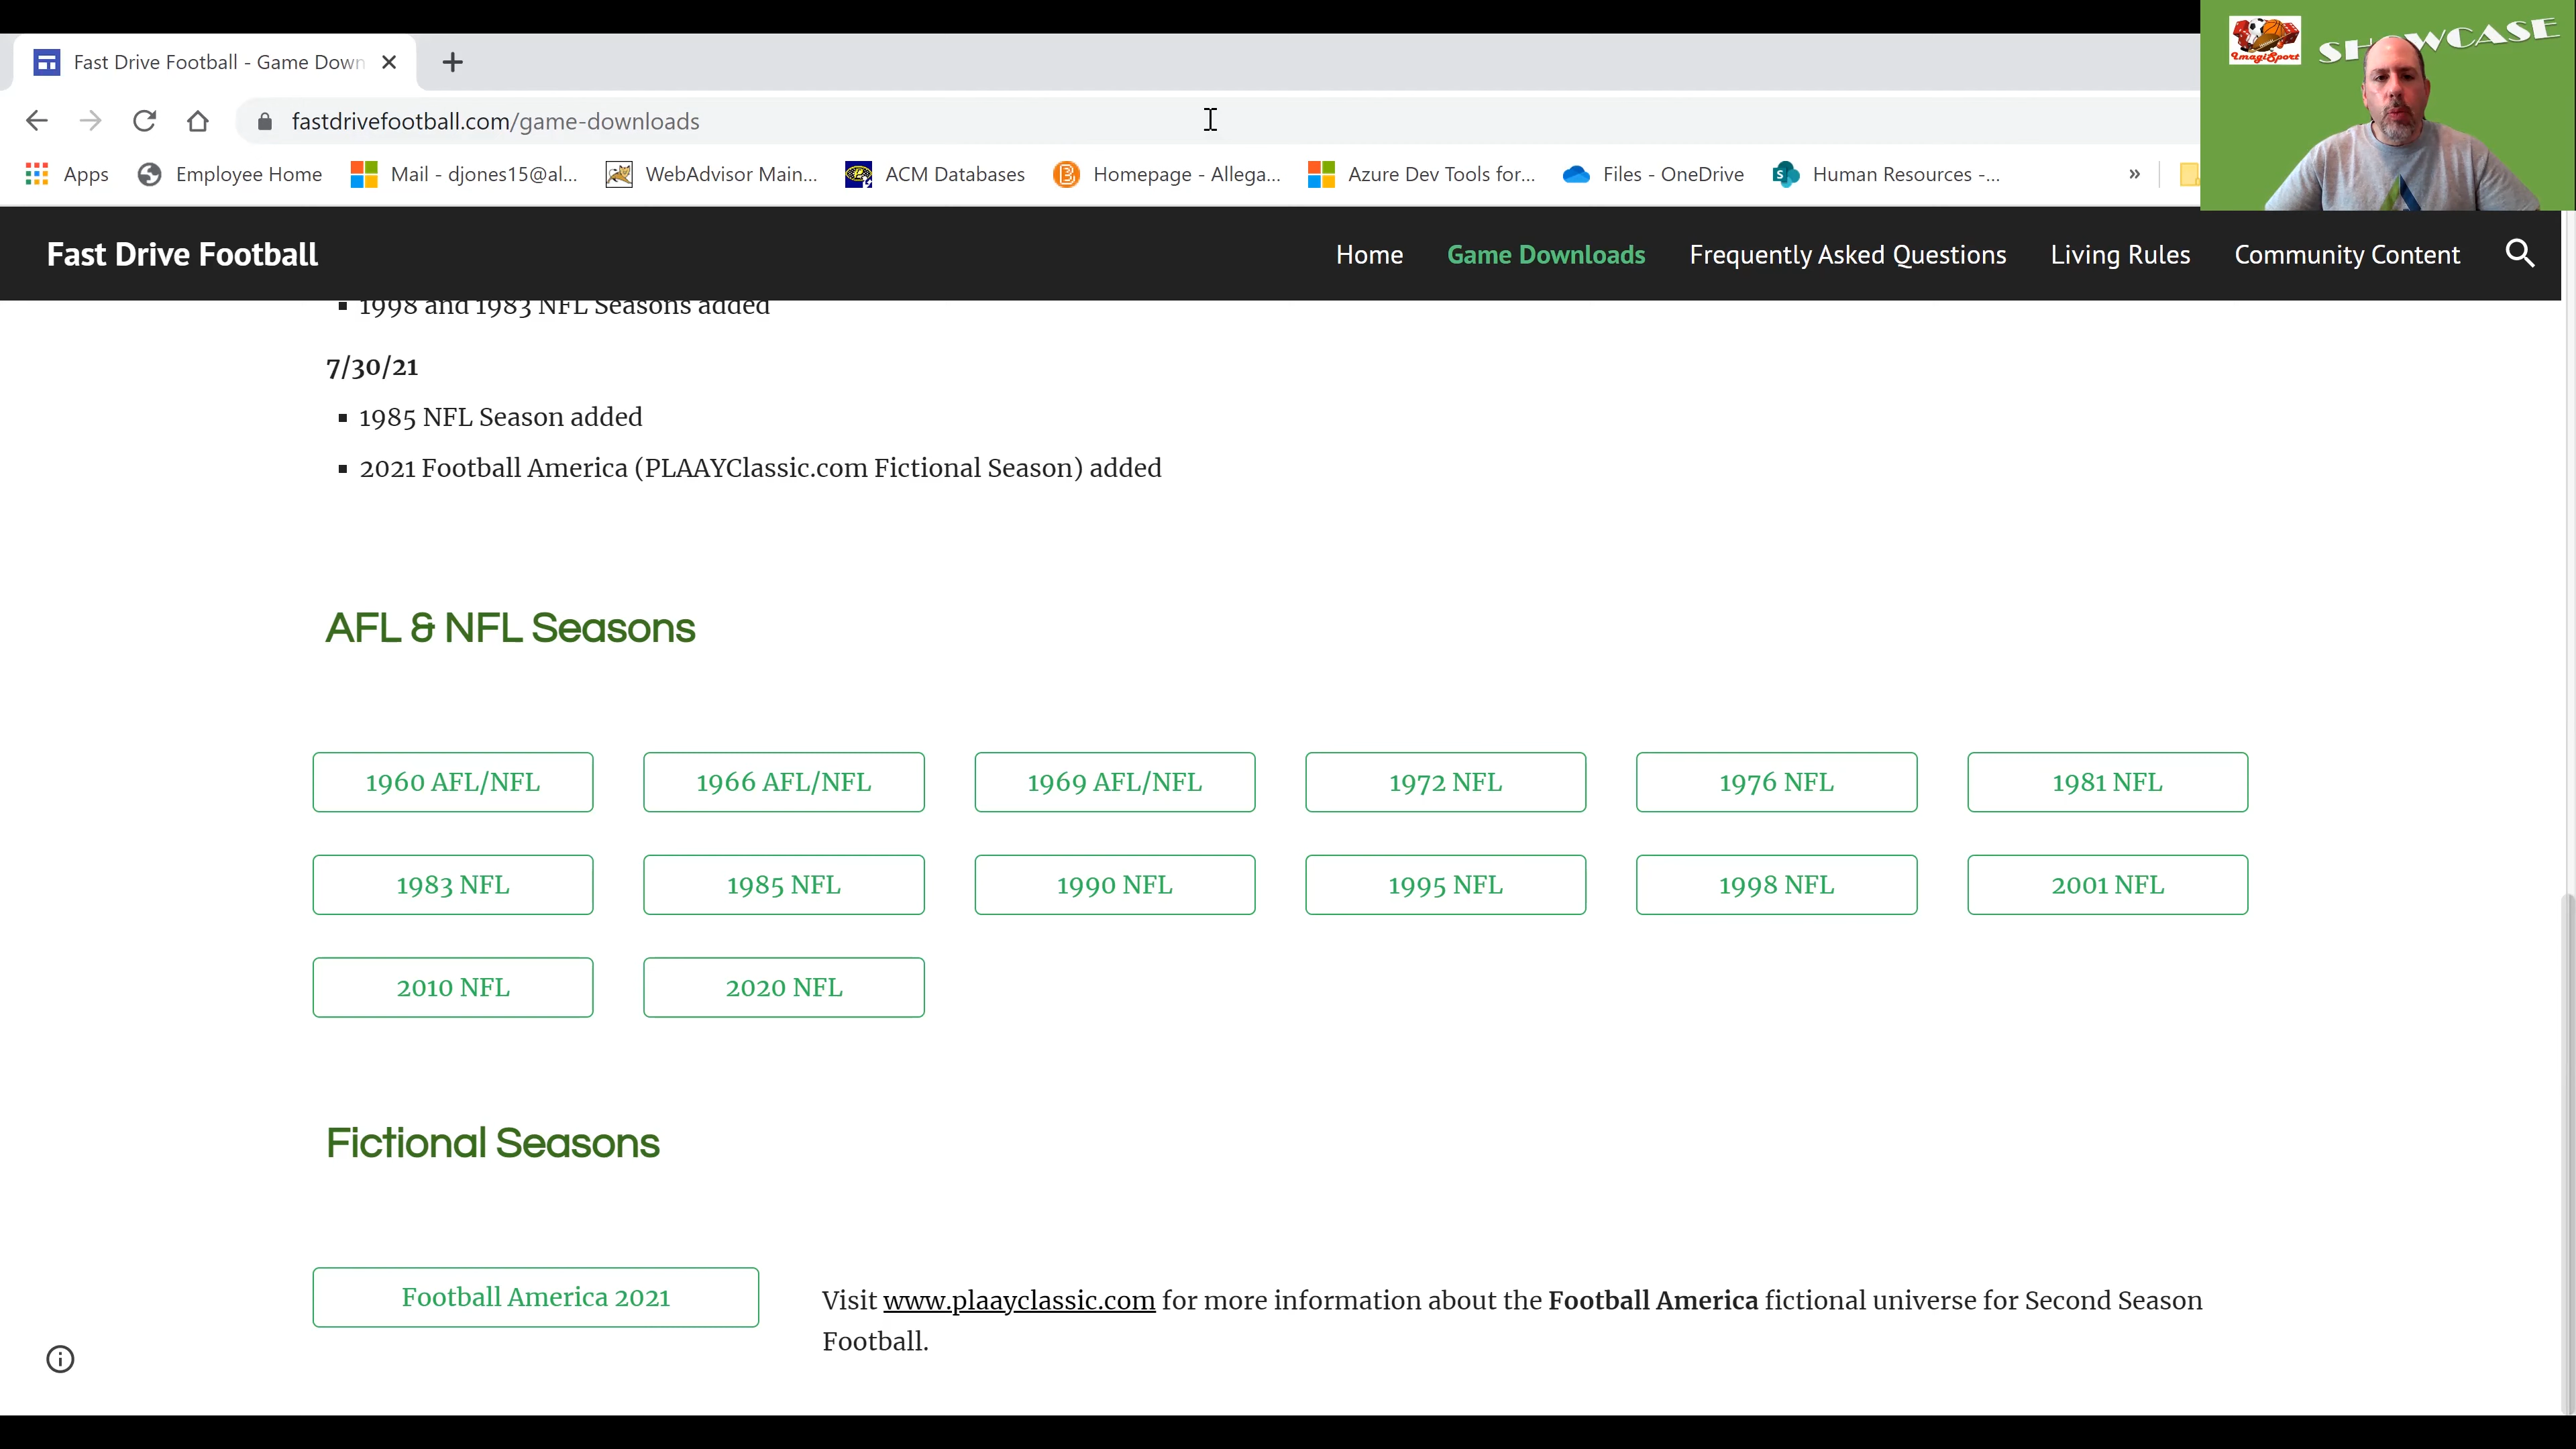 Fast Drive Football - Game Down
fastdrivefootball.com/game-downloads
Apps Employee Home Mail - djones15@al... WebAdvisor Main... ACM Databases Homepage - Allega... Azure Dev Tools for... Files - OneDrive Human Resources -... »
ImagiSport
SHOWCASE
Fast Drive Football Home Game Downloads Frequently Asked Questions Living Rules Community Content
1998 and 1983 NFL Seasons added
7/30/21
1985 NFL Season added
2021 Football America (PLAAYClassic.com Fictional Season) added
AFL & NFL Seasons
1960 AFL/NFL 1966 AFL/NFL 1969 AFL/NFL 1972 NFL 1976 NFL 1981 NFL
1983 NFL 1985 NFL 1990 NFL 1995 NFL 1998 NFL 2001 NFL
2010 NFL 2020 NFL
Fictional Seasons
Football America 2021
Visit www.plaayclassic.com for more information about the Football America fictional universe for Second Season
Football.